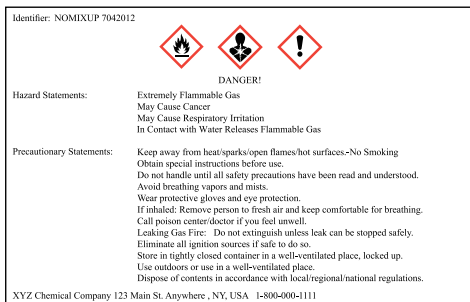 Identifier: NOMIXUP 7042012
DANGER!
Hazard Statements: Extremely Flammable Gas
May Cause Cancer
May Cause Respiratory Irritation
In Contact with Water Releases Flammable Gas
Precautionary Statements: Keep away from heat/sparks/open flames/hot surfaces.-No Smoking
Obtain special instructions before use.
Do not handle until all safety precautions have been read and understood.
Avoid breathing vapors and mists.
Wear protective gloves and eye protection.
If inhaled: Remove person to fresh air and keep comfortable for breathing.
Call poison center/doctor if you feel unwell.
Leaking Gas Fire: Do not extinguish unless leak can be stopped safely.
Eliminate all ignition sources if safe to do so.
Store in tightly closed container in a well-ventilated place, locked up.
Use outdoors or use in a well-ventilated place.
Dispose of contents in accordance with local/regional/national regulations.
XYZ Chemical Company 123 Main St. Anywhere , NY, USA 1-800-000-1111